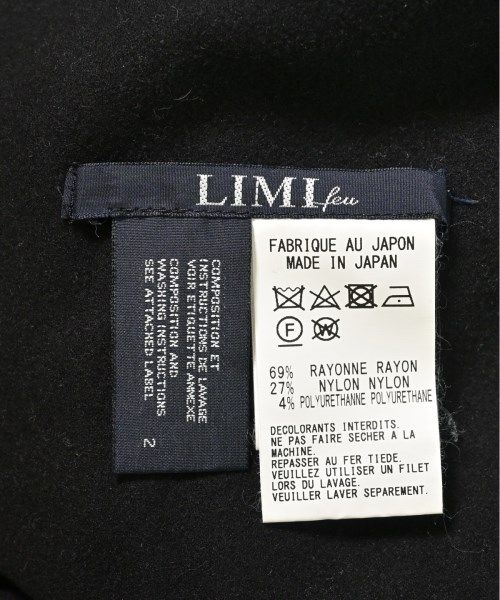 LIMI feu
COMPOSITION ET
INSTRUCTIONS DE LAVAGE
VOIR ETIQUETTE ANNEXE
COMPOSITION AND
WASHING INSTRUCTIONS
SEE ATTACHED LABEL
2
FABRIQUE AU JAPON
MADE IN JAPAN
F W
69% RAYONNE RAYON
27% NYLON NYLON
4% POLYURETHANNE POLYURETHANE
DECOLORANTS INTERDITS.
NE PAS FAIRE SECHER A LA
MACHINE.
REPASSER AU FER TIEDE.
VEUILLEZ UTILISER UN FILET
LORS DU LAVAGE.
VEUILLER LAVER SEPAREMENT.